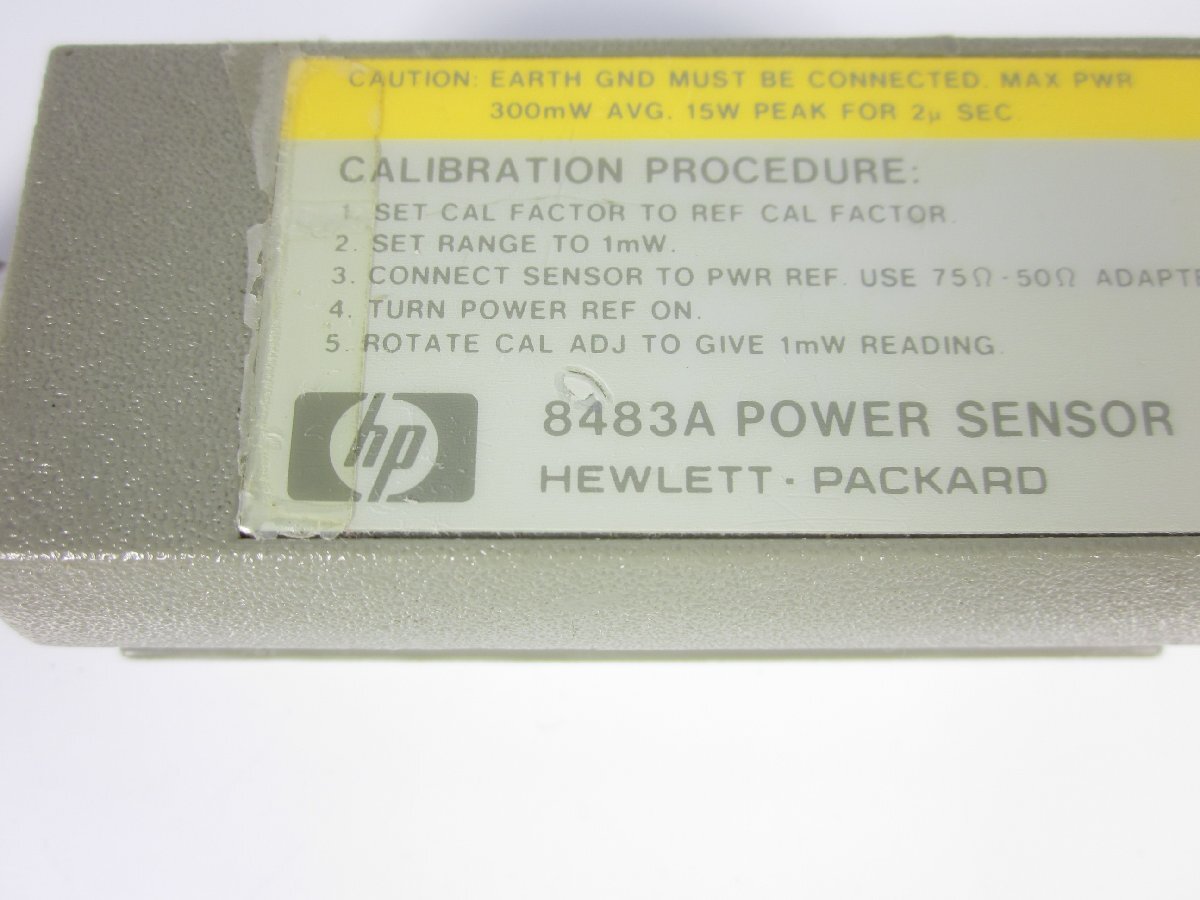 CAUTION: EARTH GND MUST BE CONNECTED. MAX PWR
300mW AVG. 15W PEAK FOR 2µ SEC.
CALIBRATION PROCEDURE:
1. SET CAL FACTOR TO REF CAL FACTOR.
2. SET RANGE TO 1mW.
3. CONNECT SENSOR TO PWR REF. USE 75Ω-50Ω ADAPTE
4. TURN POWER REF ON.
5. ROTATE CAL ADJ TO GIVE 1mW READING.
hp
8483A POWER SENSOR
HEWLETT · PACKARD